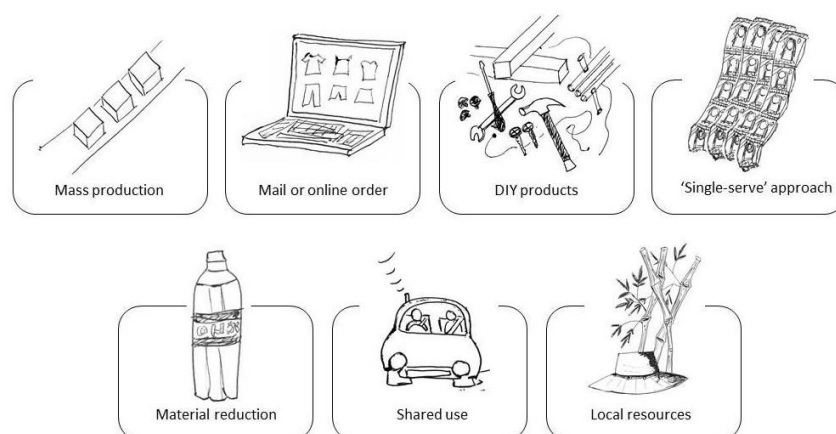 Mass production
Mail or online order
DIY products
‘Single-serve’ approach
Material reduction
Shared use
Local resources